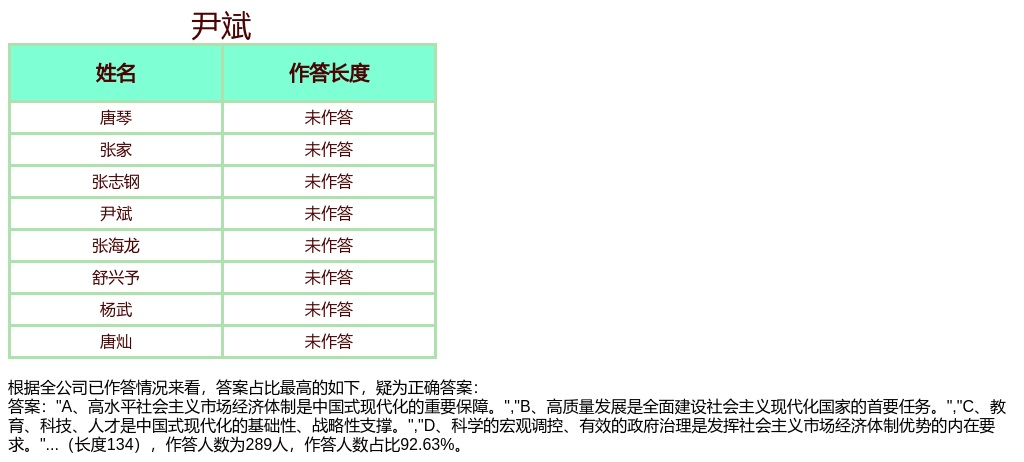 尹斌
姓名 作答长度
唐琴 未作答
张家 未作答
张志钢 未作答
尹斌 未作答
张海龙 未作答
舒兴予 未作答
杨武 未作答
唐灿 未作答
根据全公司已作答情况来看，答案占比最高的如下，疑为正确答案：
答案："A、高水平社会主义市场经济体制是中国式现代化的重要保障。","B、高质量发展是全面建设社会主义现代化国家的首要任务。","C、教
育、科技、人才是中国式现代化的基础性、战略性支撑。","D、科学的宏观调控、有效的政府治理是发挥社会主义市场经济体制优势的内在要
求。"...（长度134），作答人数为289人，作答人数占比92.63%。